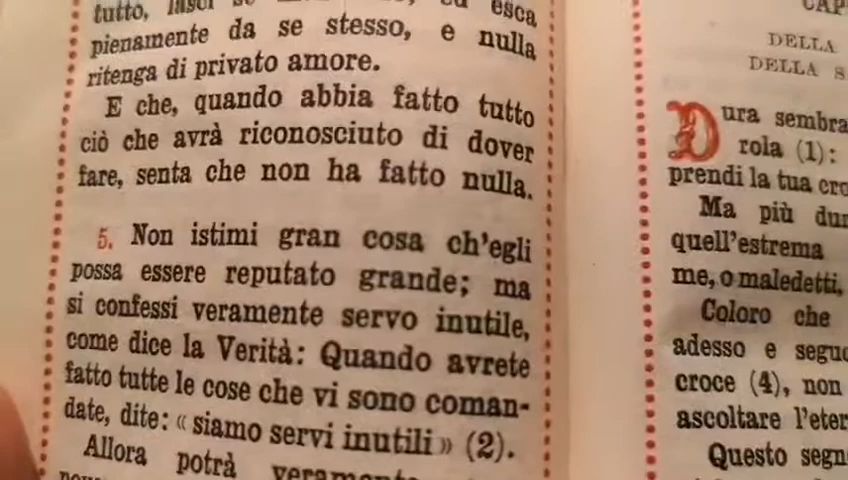 tutto, lasci se
esca
pienamente da se stesso, e nulla
ritenga di privato amore.
E che, quando abbia fatto tutto
ciò che avrà riconosciuto di dover
fare, senta che non ha fatto nulla.
5. Non istimi gran cosa ch'egli
possa essere reputato grande; ma
si confessi veramente servo inutile,
come dice la Verità: Quando avrete
fatto tutte le cose che vi sono coman-
date, dite: « siamo servi inutili » (2).
Allora potrà veramente
CAP
DELLA
DELLA S
Dura sembra
rola (1):
prendi la tua cro
Ma più dur
quell'estrema
me, o maledetti,
Coloro che
adesso e seguo
croce (4), non
ascoltare l'eter
Questo segn